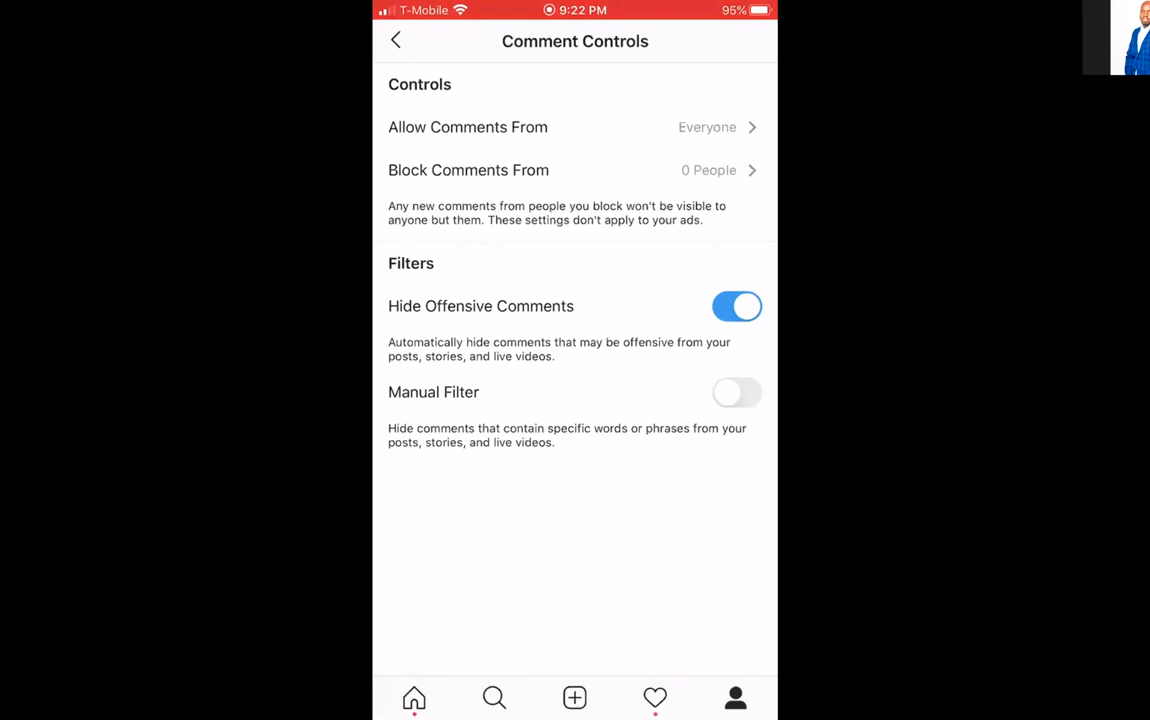 T-Mobile 9:22 PM 95%
Comment Controls
Controls
Allow Comments From Everyone
Block Comments From 0 People
Any new comments from people you block won't be visible to
anyone but them. These settings don't apply to your ads.
Filters
Hide Offensive Comments
Automatically hide comments that may be offensive from your
posts, stories, and live videos.
Manual Filter
Hide comments that contain specific words or phrases from your
posts, stories, and live videos.